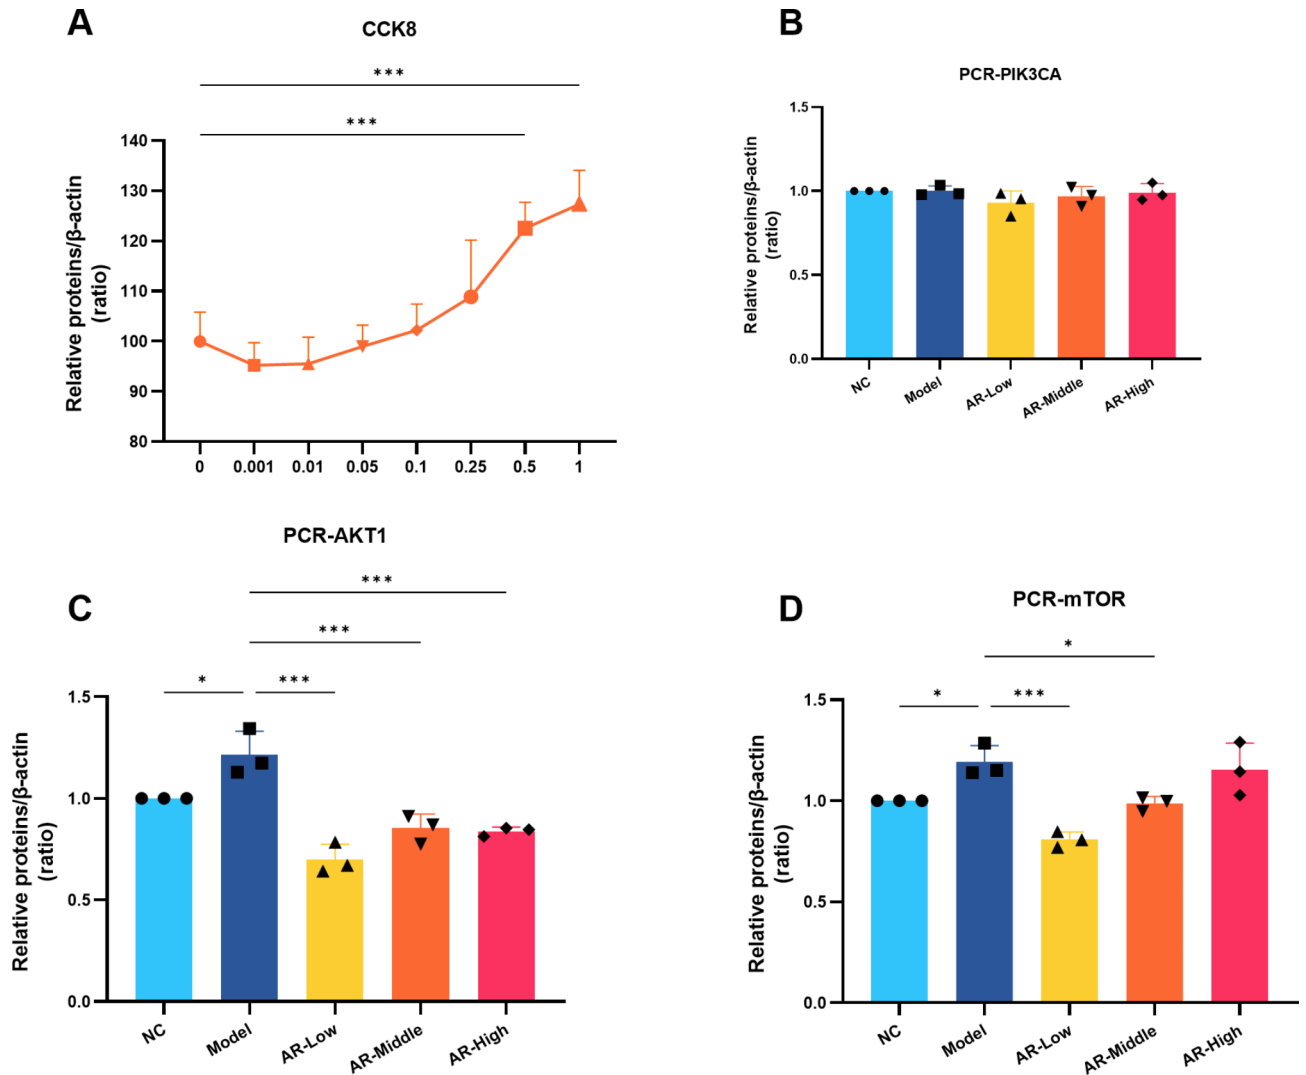 A
CCK8
***
***
Relative proteins/β-actin
(ratio)
140
130
120
110
100
90
80
0 0.001 0.01 0.05 0.1 0.25 0.5 1
B
PCR-PIK3CA
Relative proteins/β-actin
(ratio)
1.5
1.0
0.5
0.0
NC Model AR-Low AR-Middle AR-High
C
PCR-AKT1
***
***
* ***
Relative proteins/β-actin
(ratio)
1.5
1.0
0.5
0.0
NC Model AR-Low AR-Middle AR-High
D
PCR-mTOR
*
* ***
Relative proteins/β-actin
(ratio)
1.5
1.0
0.5
0.0
NC Model AR-Low AR-Middle AR-High